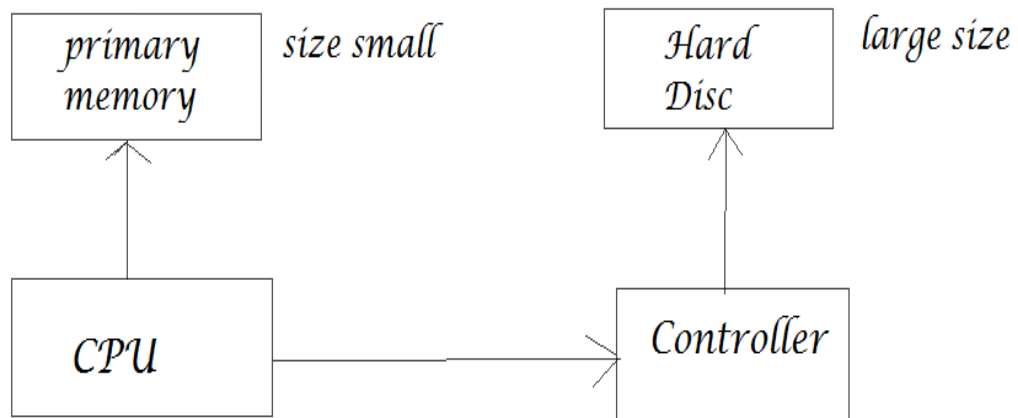 primary
memory
size small
Hard
Disc
large size
CPU
Controller